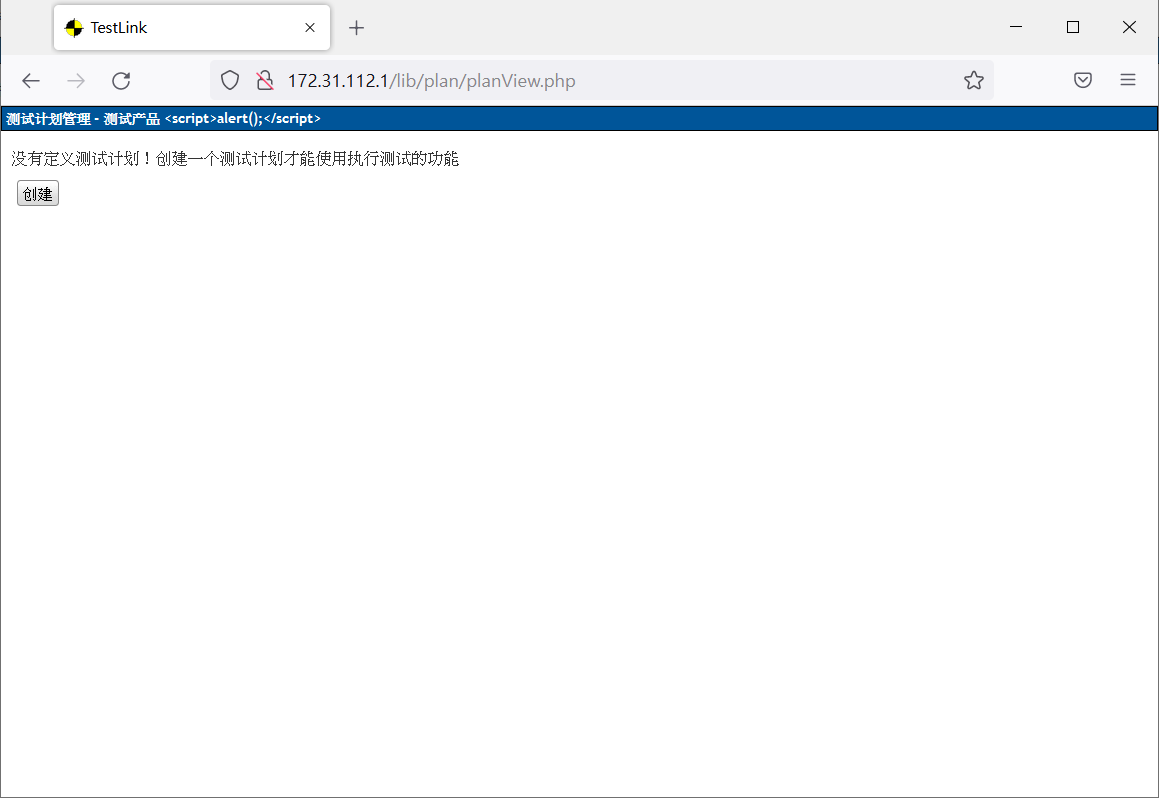 TestLink
172.31.112.1/lib/plan/planView.php
测试计划管理 - 测试产品 <script>alert();</script>
没有定义测试计划！创建一个测试计划才能使用执行测试的功能
创建